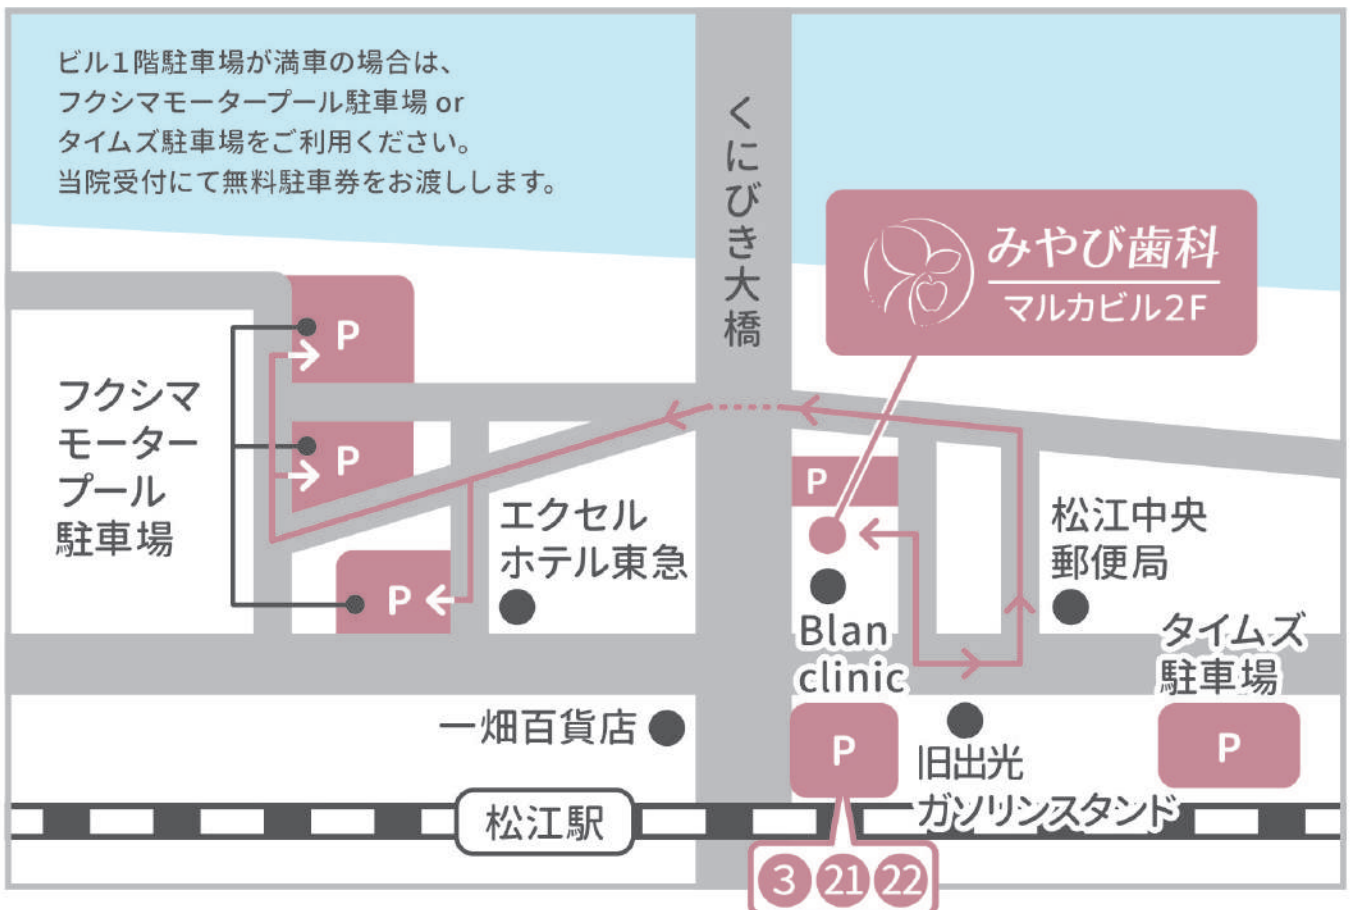 ビル1階駐車場が満車の場合は、
フクシマモータープール駐車場 or
タイムズ駐車場をご利用ください。
当院受付にて無料駐車券をお渡しします。
くにびき大橋
みやび歯科
マルカビル2F
P
フクシマ
モーター
プール
駐車場
P
P
エクセル
ホテル東急
P
松江中央
郵便局
Blan
clinic
タイムズ
駐車場
一畑百貨店
P
旧出光
ガソリンスタンド
P
松江駅
3 21 22